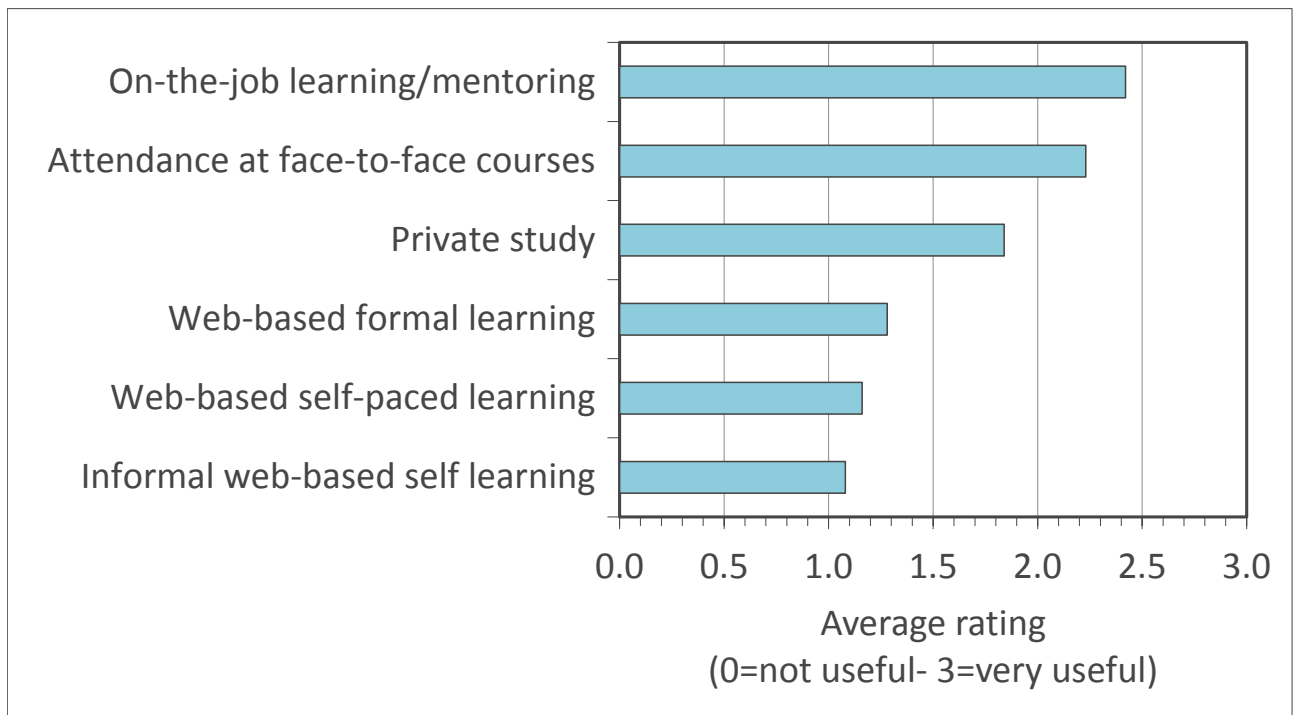 On-the-job learning/mentoring
Attendance at face-to-face courses
Private study
Web-based formal learning
Web-based self-paced learning
Informal web-based self learning
0.0 0.5 1.0 1.5 2.0 2.5 3.0
Average rating
(0=not useful- 3=very useful)